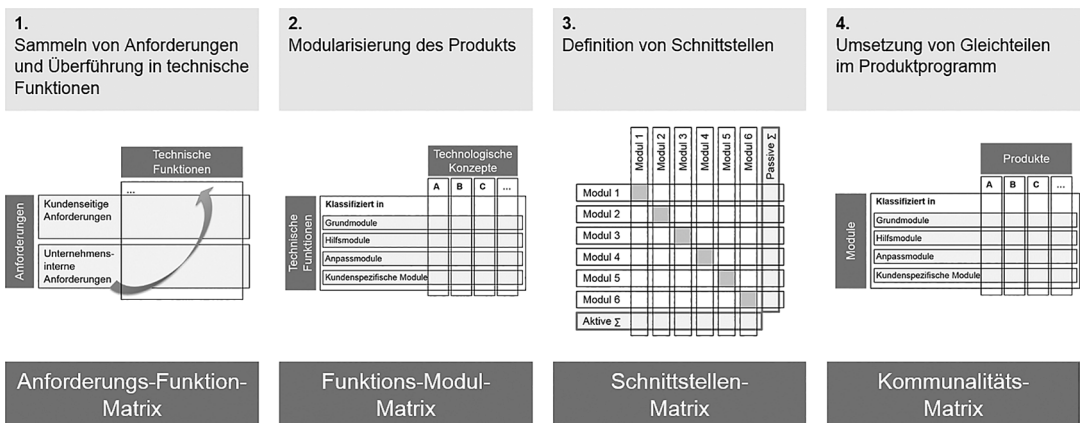 1.
Sammeln von Anforderungen
und Überführung in technische
Funktionen
Technische
Funktionen
...
Anforderungen
Kundenseitige
Anforderungen
Unternehmens-
interne
Anforderungen
Anforderungs-Funktion-
Matrix
2.
Modularisierung des Produkts
Technologische
Konzepte
A B C ...
Technische
Funktionen
Klassifiziert in
Grundmodule
Hilfsmodule
Anpassmodule
Kundenspezifische Module
Funktions-Modul-
Matrix
3.
Definition von Schnittstellen
Modul 1
Modul 2
Modul 3
Modul 4
Modul 5
Modul 6
Passive Σ
Modul 1
Modul 2
Modul 3
Modul 4
Modul 5
Modul 6
Aktive Σ
Schnittstellen-
Matrix
4.
Umsetzung von Gleichteilen
im Produktprogramm
Produkte
A B C ...
Module
Klassifiziert in
Grundmodule
Hilfsmodule
Anpassmodule
Kundenspezifische Module
Kommunalitäts-
Matrix